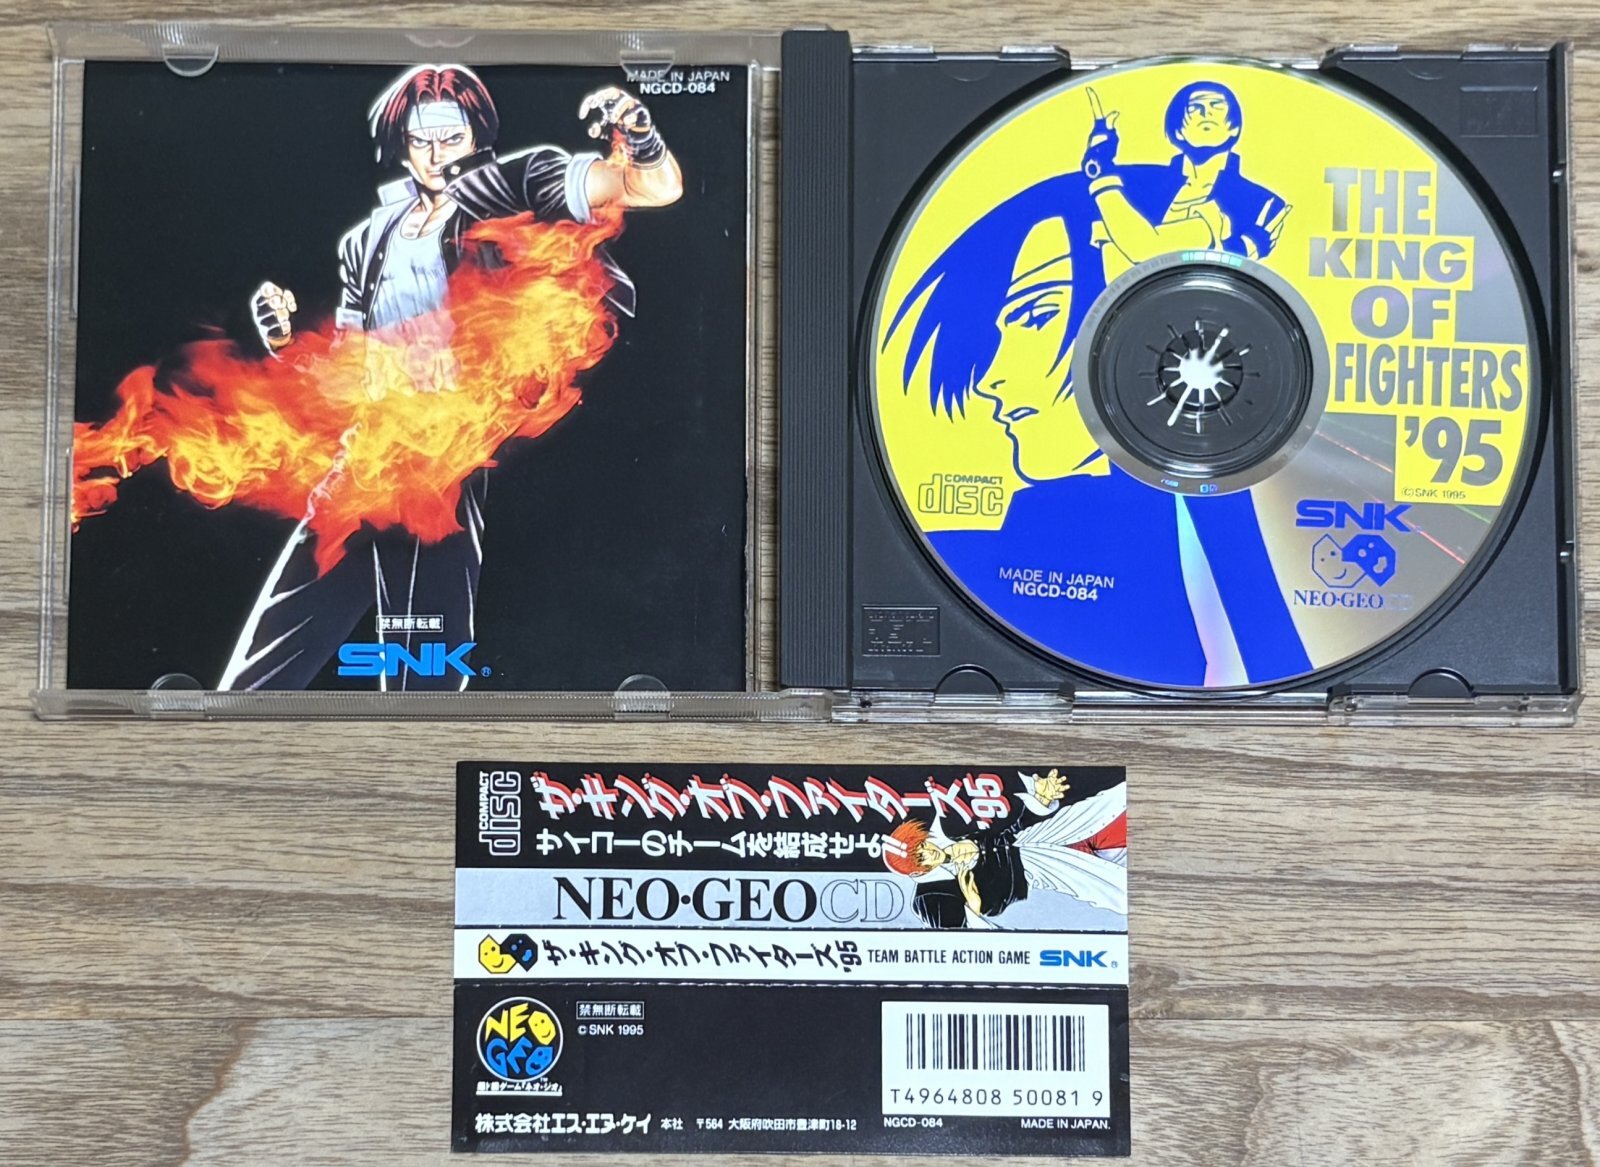 MADE IN JAPAN
NGCD-084
禁無断転載
SNK®
THE
KING
OF
FIGHTERS
'95
©SNK 1995
COMPACT
disc
MADE IN JAPAN
NGCD-084
SNK
NEO·GEO CD
COMPACT
disc
ザ・キング・オブ・ファイターズ'95
サイコーのチームを結成せよ!!
NEO·GEO CD
ザ・キング・オブ・ファイターズ'95 TEAM BATTLE ACTION GAME SNK®
NEO
GEO
禁無断転載
© SNK 1995
株式会社エス・エヌ・ケイ 本社 〒564 大阪府吹田市豊津町18-12
T4964808 50081 9
NGCD-084 MADE IN JAPAN.